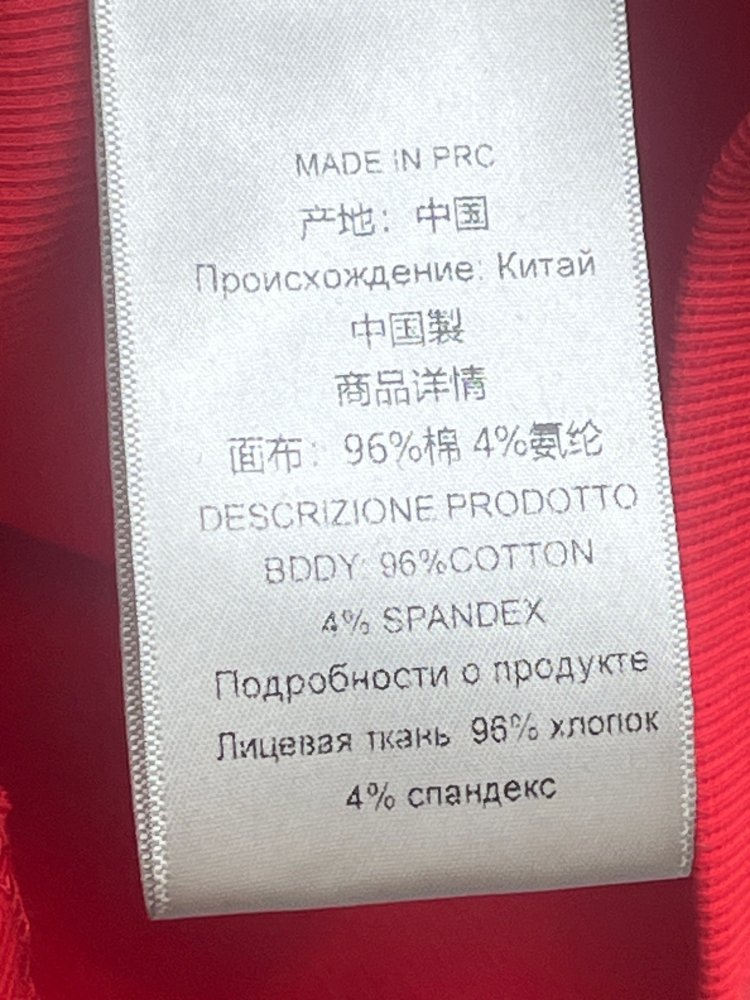 MADE IN PRC
产地：中国
Происхождение: Китай
中国製
商品详情
面布：96%棉 4%氨纶
DESCRIZIONE PRODOTTO
BDDY: 96%COTTON
4% SPANDEX
Подробности о продукте
Лицевая ткань 96% хлопок
4% спандекс